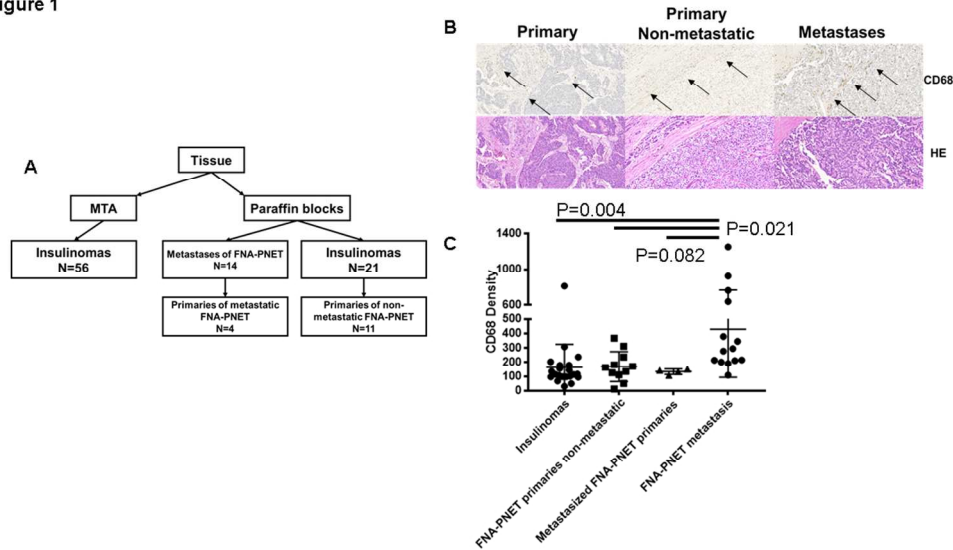 Figure 1
A
Tissue
MTA
Paraffin blocks
Insulinomas
N=56
Metastases of FNA-PNET
N=14
Insulinomas
N=21
Primaries of metastatic
FNA-PNET
N=4
Primaries of non-
metastatic FNA-PNET
N=11
B
Primary
Primary
Non-metastatic
Metastases
CD68
HE
C
P=0.004
P=0.021
P=0.082
CD68 Density
1400
1000
600
500
400
300
200
100
0
Insulinomas
FNA-PNET primaries non-metastatic
Metastasized FNA-PNET primaries
FNA-PNET metastasis